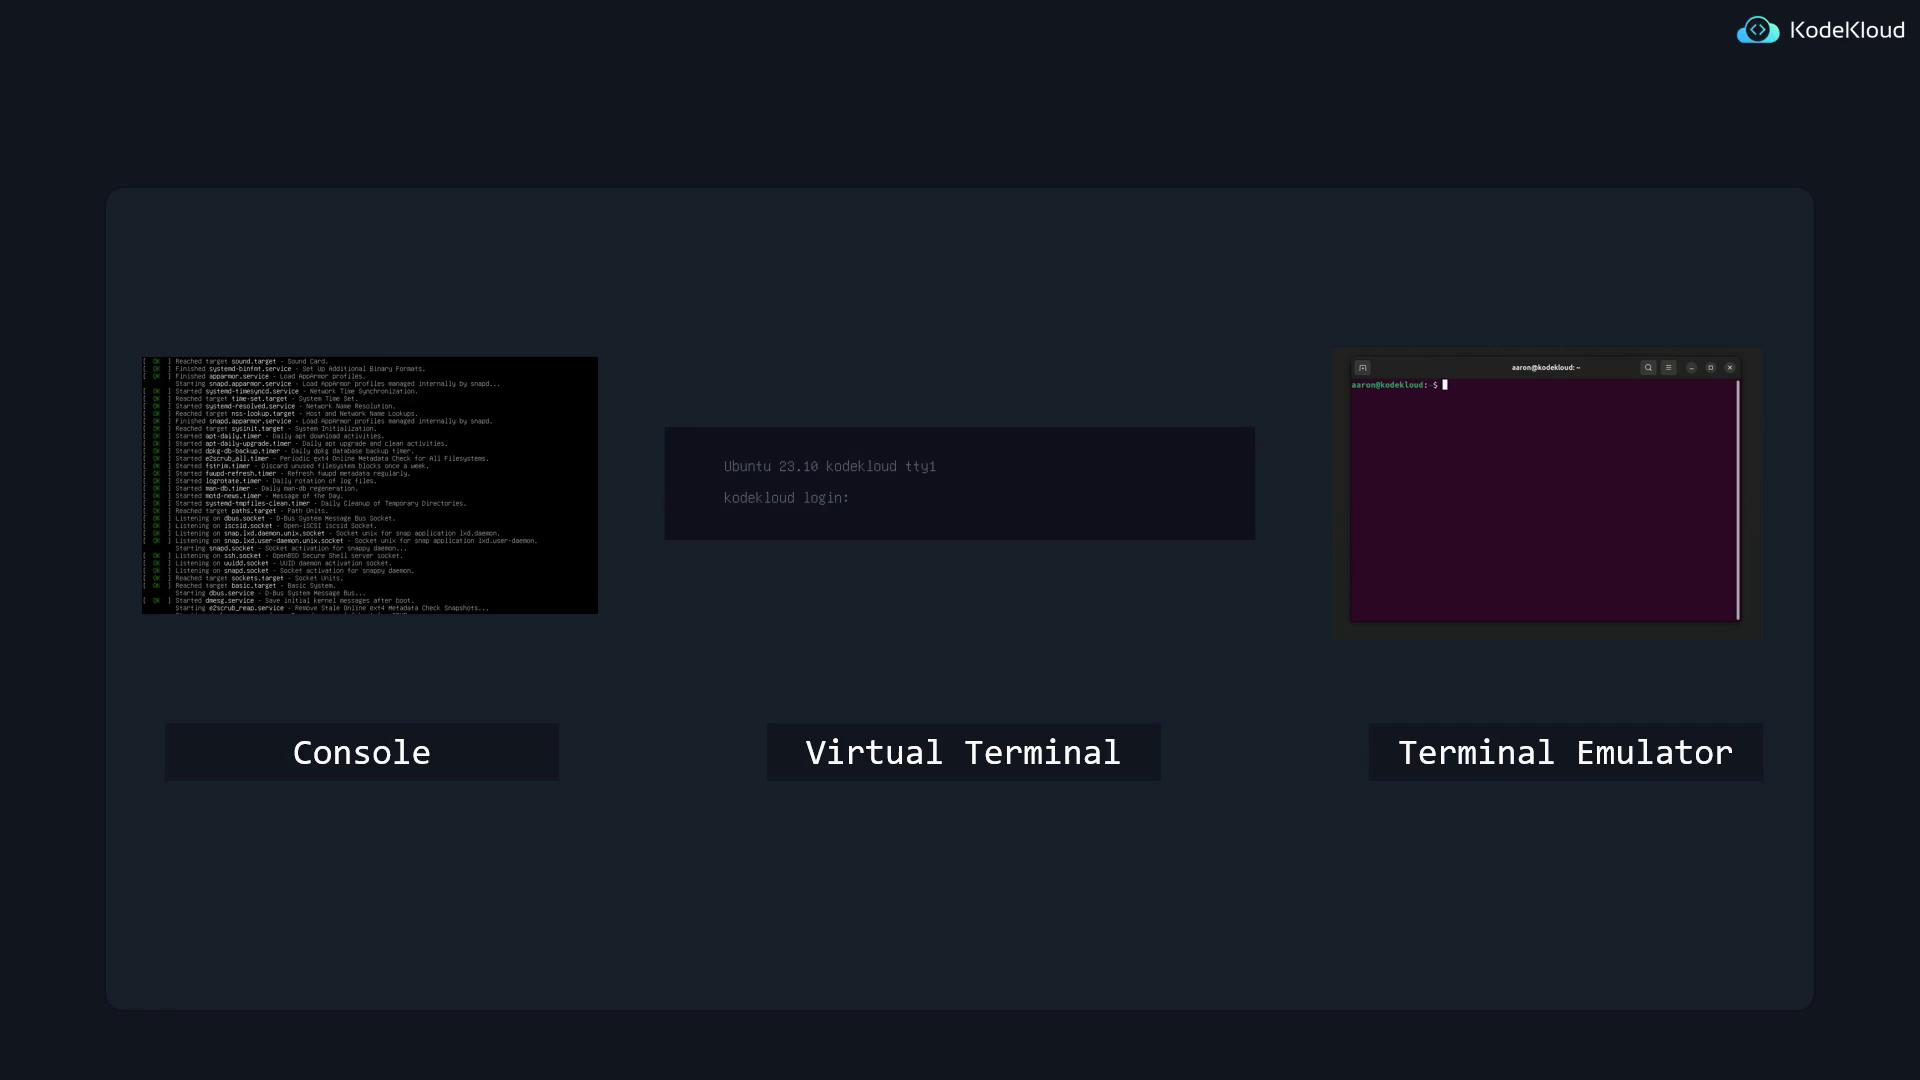 KodeKloud
[ OK ] Reached target sound.target - Sound Card.
[ OK ] Finished systemd-binfmt.service - Set Up Additional Binary Formats.
[ OK ] Finished apparmor.service - Load AppArmor profiles.
Starting snapd.apparmor.service - Load AppArmor profiles managed internally by snapd...
[ OK ] Started systemd-timesyncd.service - Network Time Synchronization.
[ OK ] Reached target time-set.target - System Time Set.
[ OK ] Started systemd-resolved.service - Network Name Resolution.
[ OK ] Reached target nss-lookup.target - Host and Network Name Lookups.
[ OK ] Finished snapd.apparmor.service - Load AppArmor profiles managed internally by snapd.
[ OK ] Reached target sysinit.target - System Initialization.
[ OK ] Started apt-daily.timer - Daily apt download activities.
[ OK ] Started apt-daily-upgrade.timer - Daily apt upgrade and clean activities.
[ OK ] Started dpkg-db-backup.timer - Daily dpkg database backup timer.
[ OK ] Started e2scrub_all.timer - Periodic ext4 Online Metadata Check for All Filesystems.
[ OK ] Started fstrim.timer - Discard unused filesystem blocks once a week.
[ OK ] Started fwupd-refresh.timer - Refresh fwupd metadata regularly.
[ OK ] Started logrotate.timer - Daily rotation of log files.
[ OK ] Started man-db.timer - Daily man-db regeneration.
[ OK ] Started motd-news.timer - Message of the Day.
[ OK ] Started systemd-tmpfiles-clean.timer - Daily Cleanup of Temporary Directories.
[ OK ] Reached target paths.target - Path Units.
[ OK ] Listening on dbus.socket - D-Bus System Message Bus Socket.
[ OK ] Listening on iscsid.socket - Open-iSCSI iscsid Socket.
[ OK ] Listening on snap.lxd.daemon.unix.socket - Socket unix for snap application lxd.daemon.
[ OK ] Listening on snap.lxd.user-daemon.unix.socket - Socket unix for snap application lxd.user-daemon.
Starting snapd.socket - Socket activation for snappy daemon...
[ OK ] Listening on ssh.socket - OpenBSD Secure Shell server socket.
[ OK ] Listening on uuidd.socket - UUID daemon activation socket.
[ OK ] Listening on snapd.socket - Socket activation for snappy daemon.
[ OK ] Reached target sockets.target - Socket Units.
[ OK ] Reached target basic.target - Basic System.
Starting dbus.service - D-Bus System Message Bus...
[ OK ] Started dmesg.service - Save initial kernel messages after boot.
Starting e2scrub_reap.service - Remove Stale Online ext4 Metadata Check Snapshots...
Ubuntu 23.10 kodekloud tty1
kodekloud login:
aaron@kodekloud: ~
aaron@kodekloud:~$
Console
Virtual Terminal
Terminal Emulator